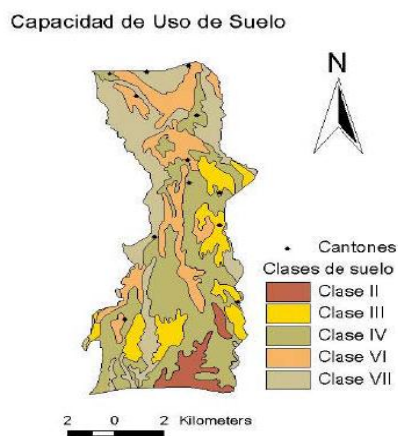 Capacidad de Uso de Suelo
N
Cantones
Clases de suelo
Clase II
Clase III
Clase IV
Clase VI
Clase VII
2 0 2 Kilometers